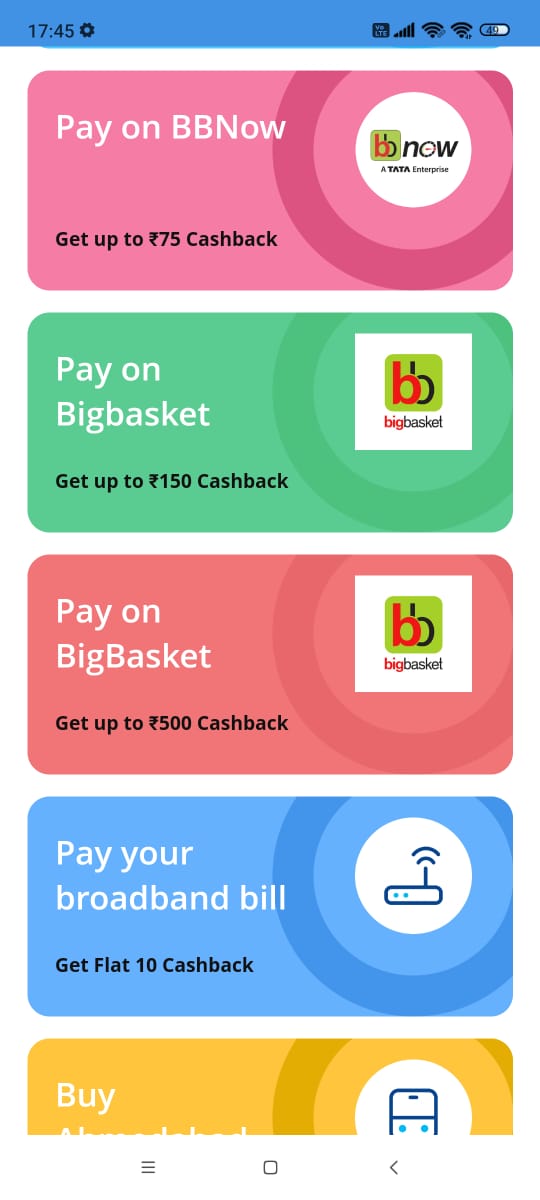 17:45
Vo LTE
49
Pay on BBNow
bb now
A TATA Enterprise
Get up to ₹75 Cashback
Pay on
Bigbasket
bb
bigbasket
Get up to ₹150 Cashback
Pay on
BigBasket
bb
bigbasket
Get up to ₹500 Cashback
Pay your
broadband bill
Get Flat 10 Cashback
Buy
Ahmedabad